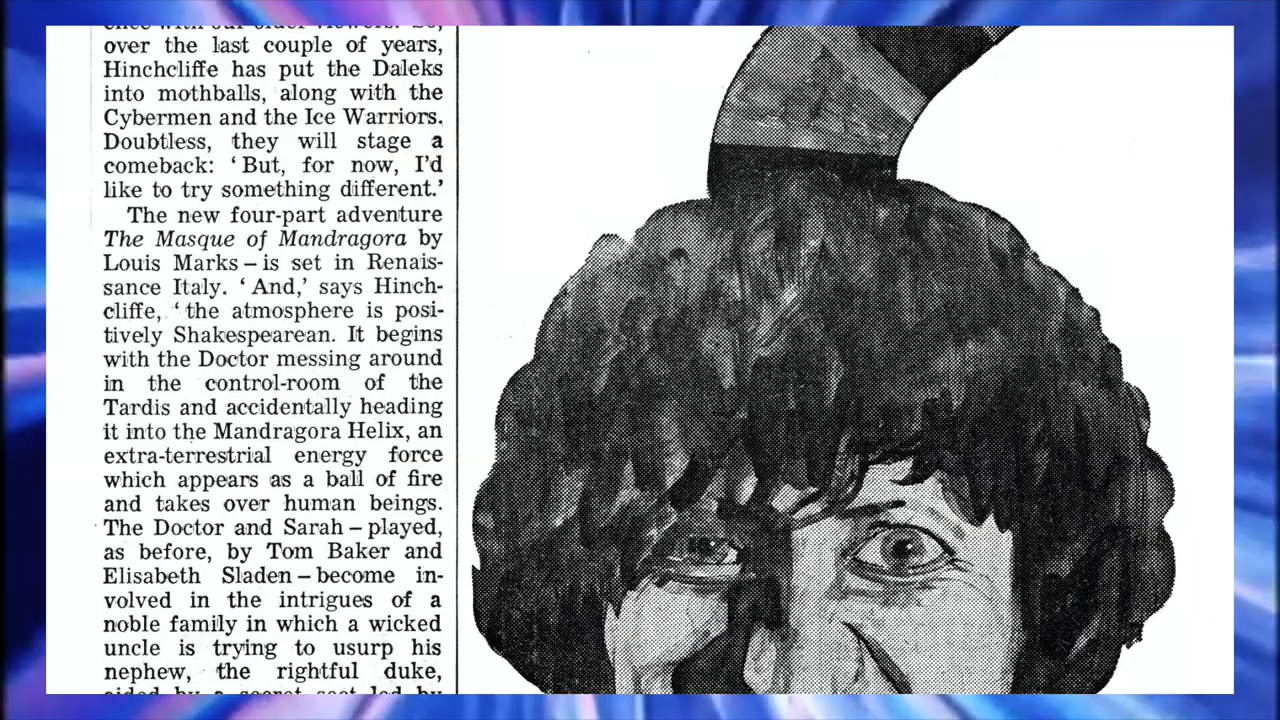 over the last couple of years,
Hinchcliffe has put the Daleks
into mothballs, along with the
Cybermen and the Ice Warriors.
Doubtless, they will stage a
comeback: ‘ But, for now, I’d
like to try something different.’
The new four-part adventure
The Masque of Mandragora by
Louis Marks – is set in Renais-
sance Italy. ‘ And,’ says Hinch-
cliffe, ‘ the atmosphere is posi-
tively Shakespearean. It begins
with the Doctor messing around
in the control-room of the
Tardis and accidentally heading
it into the Mandragora Helix, an
extra-terrestrial energy force
which appears as a ball of fire
and takes over human beings.
The Doctor and Sarah – played,
as before, by Tom Baker and
Elisabeth Sladen – become in-
volved in the intrigues of a
noble family in which a wicked
uncle is trying to usurp his
nephew, the rightful duke,